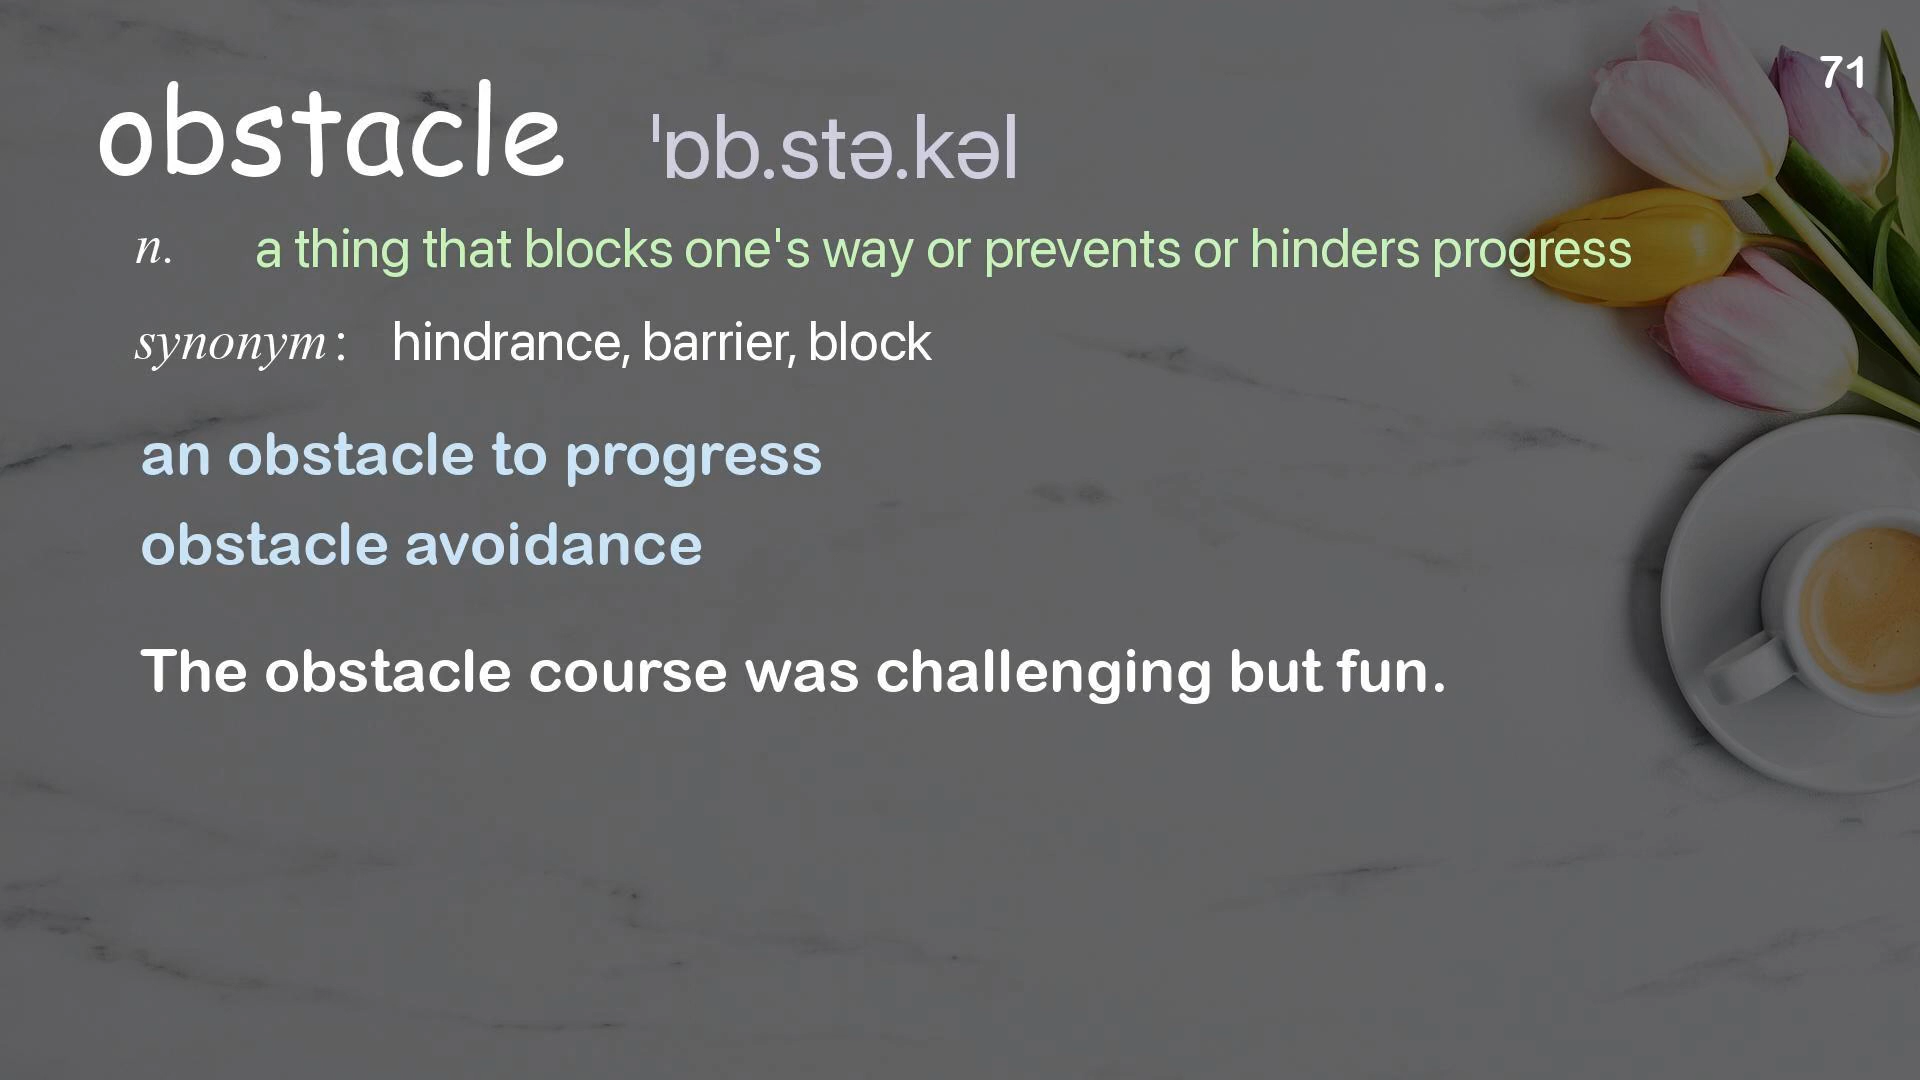 71
obstacle ˈɒb.stə.kəl
n. a thing that blocks one's way or prevents or hinders progress
synonym: hindrance, barrier, block
an obstacle to progress
obstacle avoidance
The obstacle course was challenging but fun.